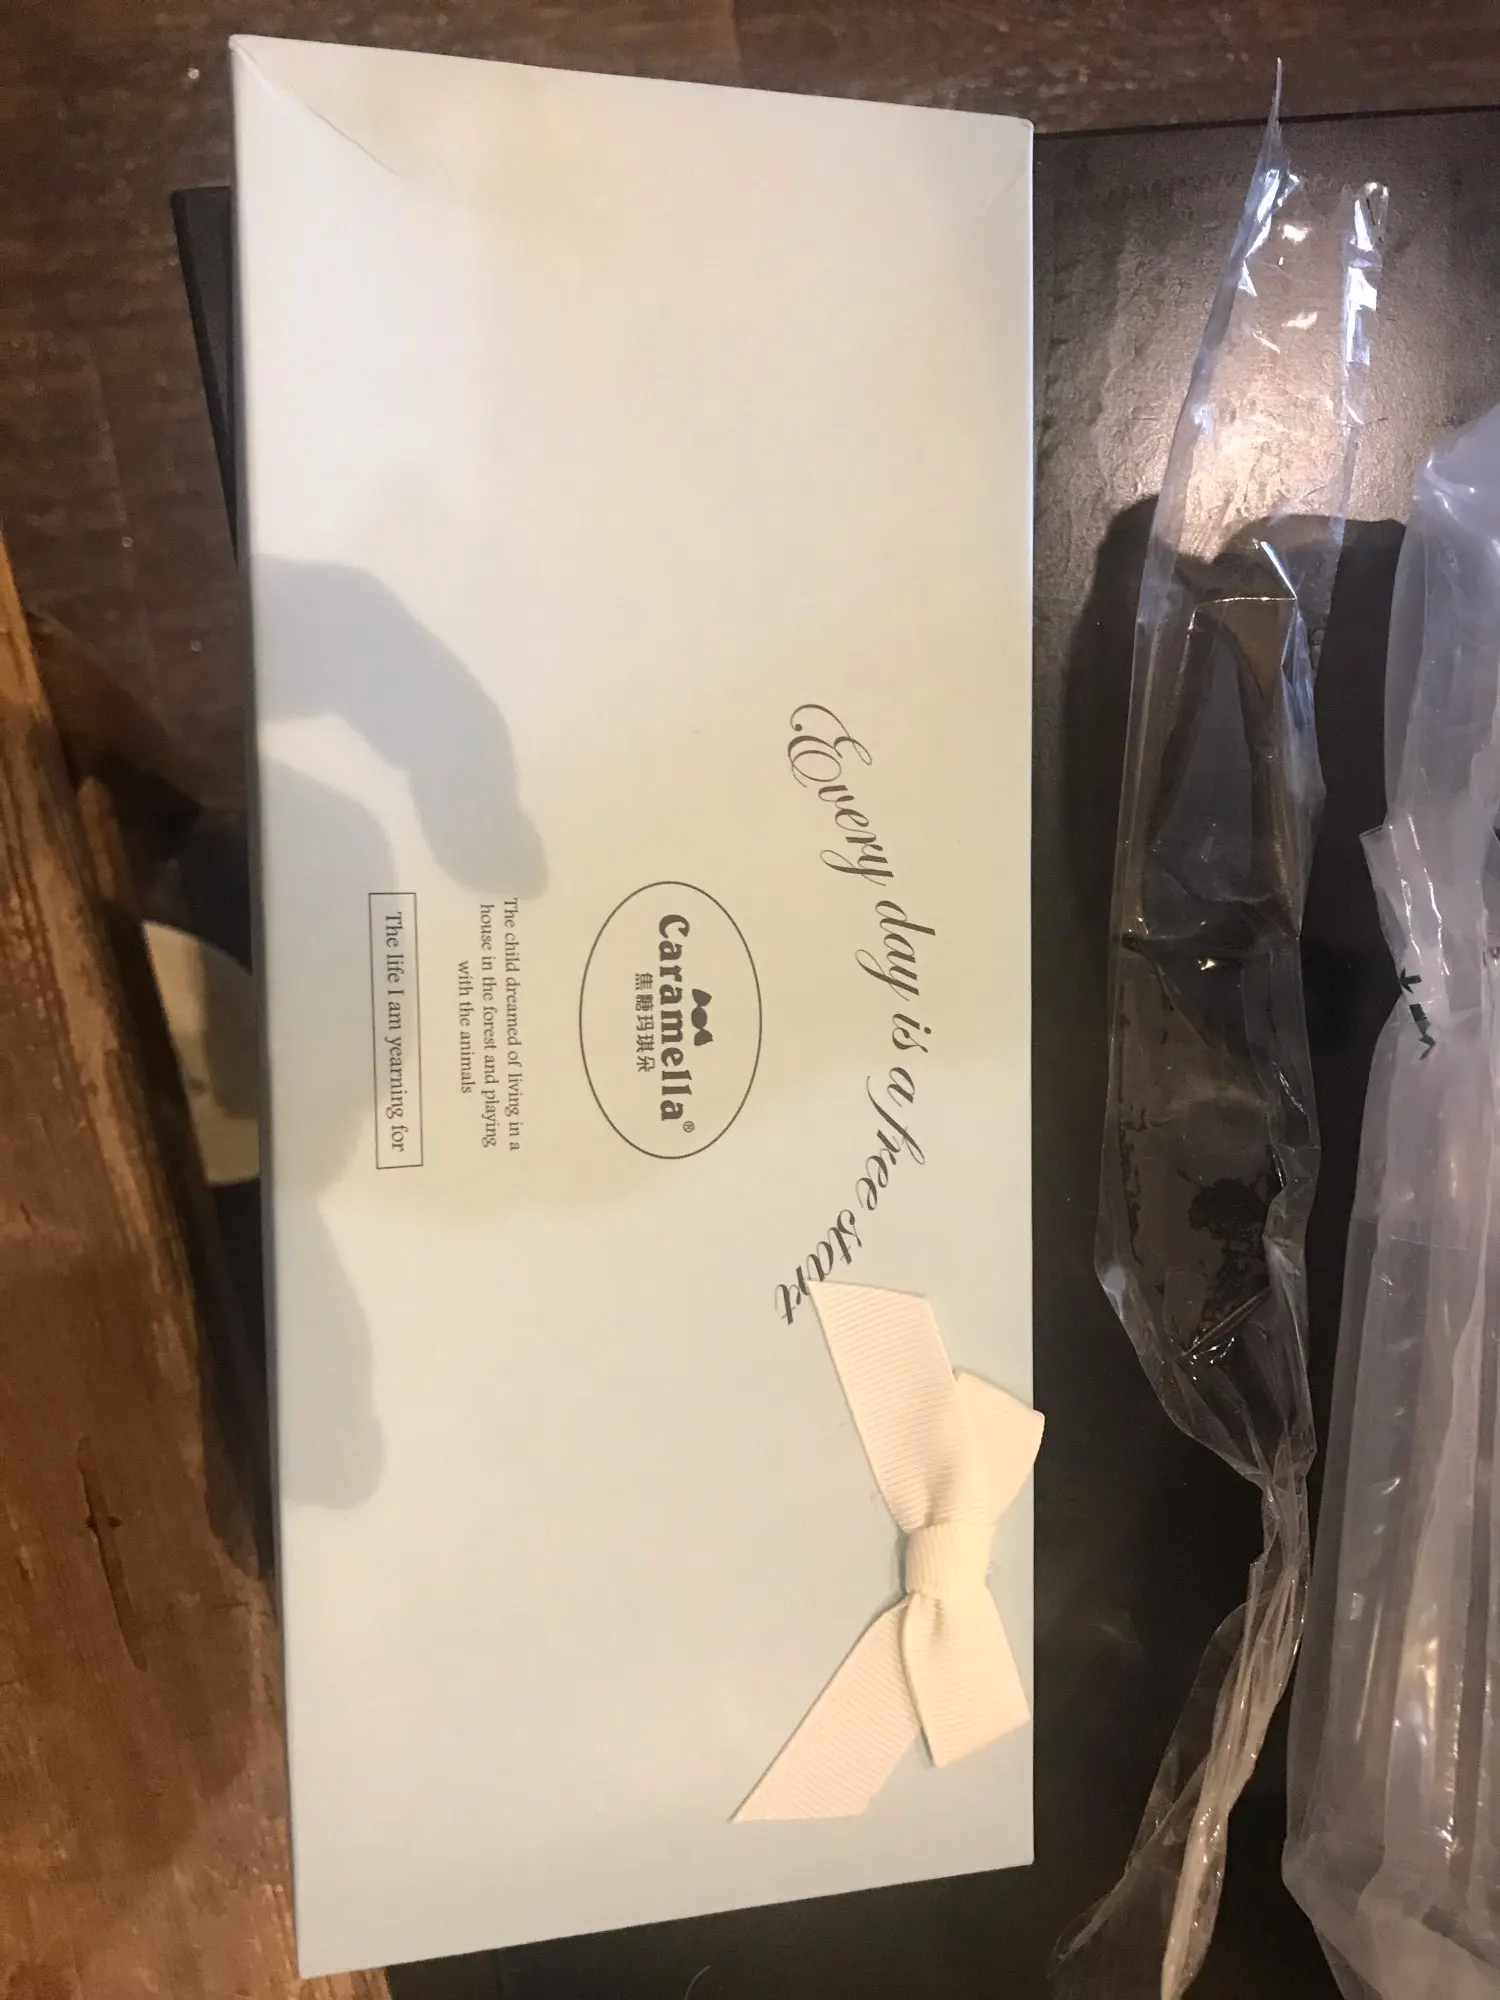 Every day is a free start
Caramella®
焦糖玛琪朵
The child dreamed of living in a
house in the forest and playing
with the animals
The life I am yearning for